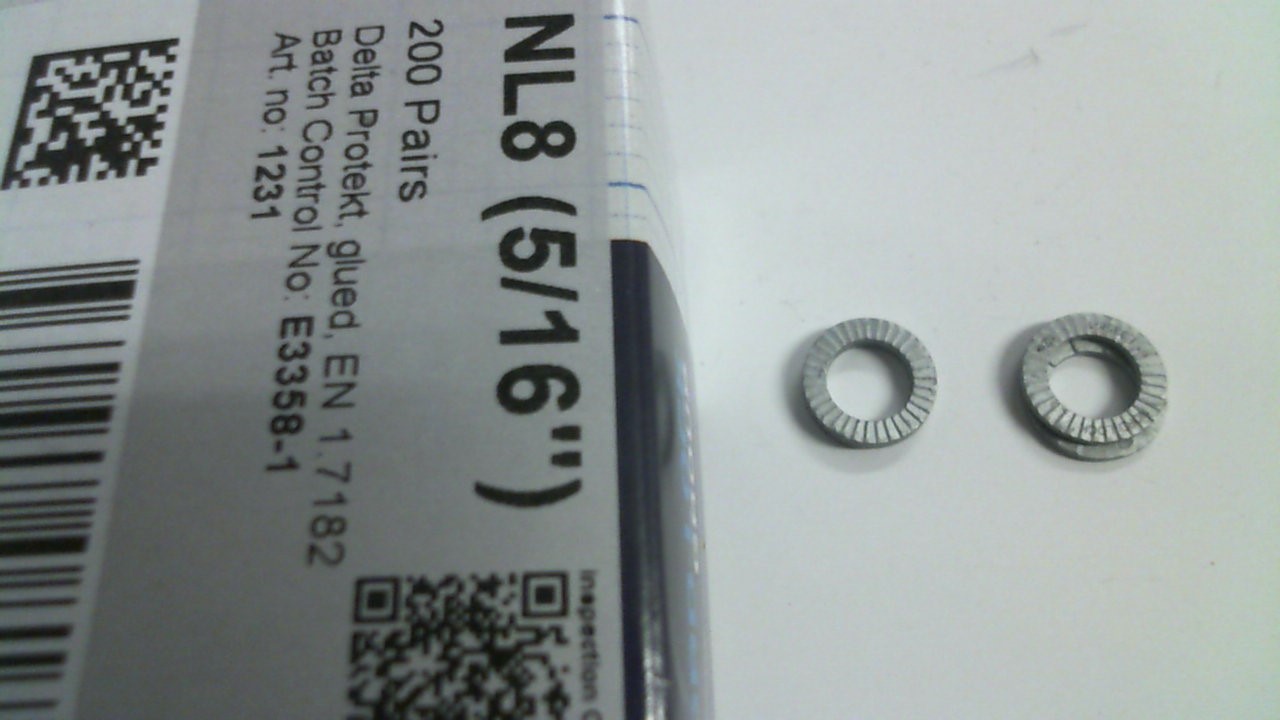 NL8 (5/16")
200 Pairs
Delta Protekt, glued, EN 1.7182
Batch Control No: E3358-1
Art. no: 1231
Inspection